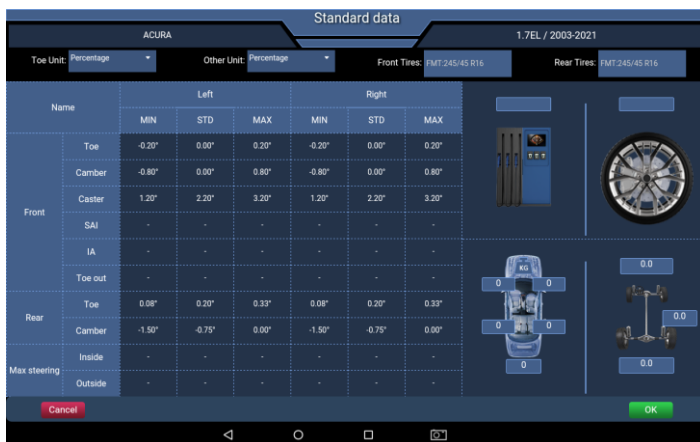 Standard data
ACURA 1.7EL / 2003-2021
Toe Unit: Percentage Other Unit: Percentage Front Tires: FMT:245/45 R16 Rear Tires: FMT:245/45 R16
Name Left Right
MIN STD MAX MIN STD MAX
Front
Toe -0.20° 0.00° 0.20° -0.20° 0.00° 0.20°
Camber -0.80° 0.00° 0.80° -0.80° 0.00° 0.80°
Caster 1.20° 2.20° 3.20° 1.20° 2.20° 3.20°
SAI - - - - - -
IA - - - - - -
Toe out - - - - - -
Rear
Toe 0.08° 0.20° 0.33° 0.08° 0.20° 0.33°
Camber -1.50° -0.75° 0.00° -1.50° -0.75° 0.00°
Max steering
Inside - - - - - -
Outside - - - - - -
KG
0 0
0 0
0
0.0
0.0
0.0
Cancel OK